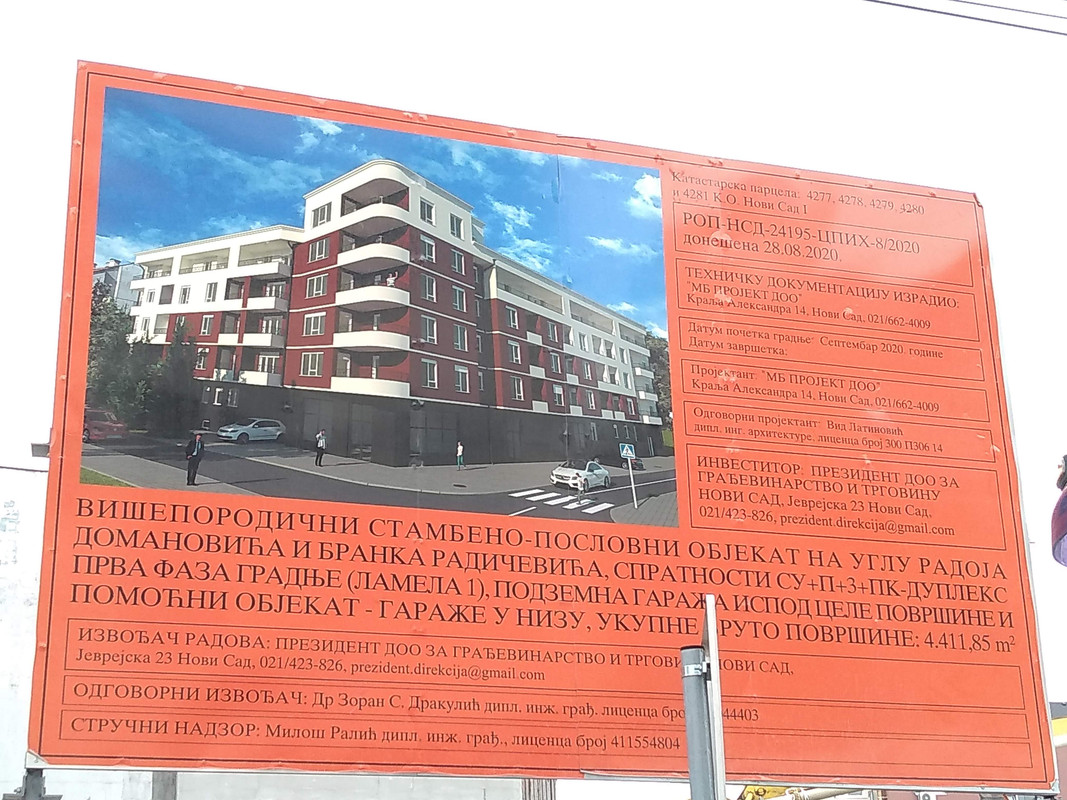 Катастарска парцела: 4277, 4278, 4279, 4280
и 4281 К.О. Нови Сад I
РОП-НСД-24195-ЦПИХ-8/2020
донешена 28.08.2020.
ТЕХНИЧКУ ДОКУМЕНТАЦИЈУ ИЗРАДИО:
"МБ ПРОЈЕКТ ДОО"
Краља Александра 14, Нови Сад, 021/662-4009
Датум почетка градње: Септембар 2020. године
Датум завршетка:
Пројектант: "МБ ПРОЈЕКТ ДОО"
Краља Александра 14, Нови Сад, 021/662-4009
Одговорни пројектант: Вид Латиновић
дипл. инг. архитектуре, лиценца број 300 П306 14
ИНВЕСТИТОР: ПРЕЗИДЕНТ ДОО ЗА
ГРАЂЕВИНАРСТВО И ТРГОВИНУ
НОВИ САД, Јеврејска 23 Нови Сад,
021/423-826, prezident.direkcija@gmail.com
ВИШЕПОРОДИЧНИ СТАМБЕНО-ПОСЛОВНИ ОБЈЕКАТ НА УГЛУ РАДОЈА
ДОМАНОВИЋА И БРАНКА РАДИЧЕВИЋА, СПРАТНОСТИ СУ+П+3+ПК-ДУПЛЕКС
ПРВА ФАЗА ГРАДЊЕ (ЛАМЕЛА 1), ПОДЗЕМНА ГАРАЖА ИСПОД ЦЕЛЕ ПОВРШИНЕ И
ПОМОЋНИ ОБЈЕКАТ - ГАРАЖЕ У НИЗУ, УКУПНЕ РУТО ПОВРШИНЕ: 4.411,85 m²
ИЗВОЂАЧ РАДОВА: ПРЕЗИДЕНТ ДОО ЗА ГРАЂЕВИНАРСТВО И ТРГОВИ НОВИ САД,
Јеврејска 23 Нови Сад, 021/423-826, prezident.direkcija@gmail.com
ОДГОВОРНИ ИЗВОЂАЧ: Др Зоран С. Дракулић дипл. инж. грађ. лиценца бро 44403
СТРУЧНИ НАДЗОР: Милош Ралић дипл. инж. грађ., лиценца број 411554804